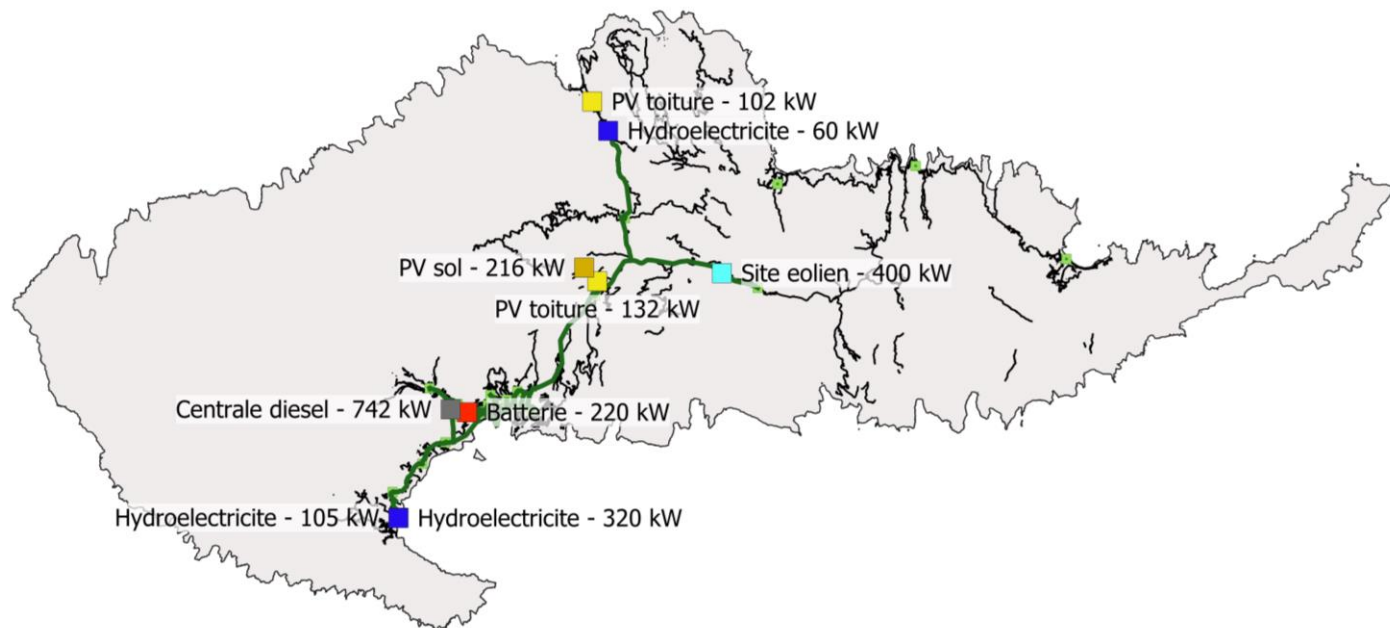 PV toiture - 102 kW
Hydroelectricite - 60 kW
PV sol - 216 kW
Site eolien - 400 kW
PV toiture - 132 kW
Centrale diesel - 742 kW
Batterie - 220 kW
Hydroelectricite - 105 kW
Hydroelectricite - 320 kW